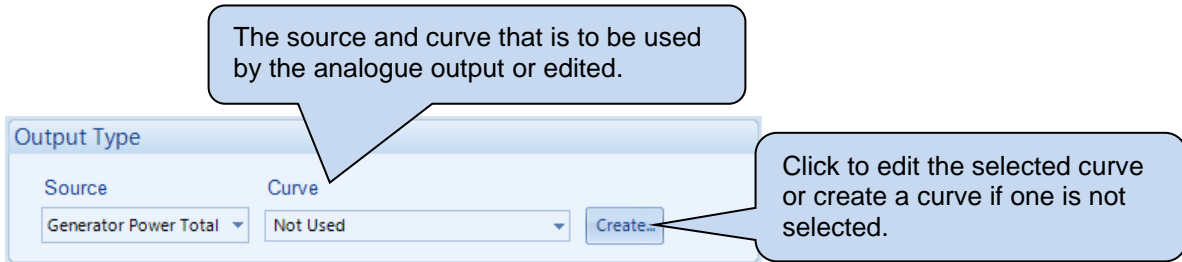 The source and curve that is to be used
by the analogue output or edited.
Output Type
Source Curve
Generator Power Total Not Used Create...
Click to edit the selected curve
or create a curve if one is not
selected.